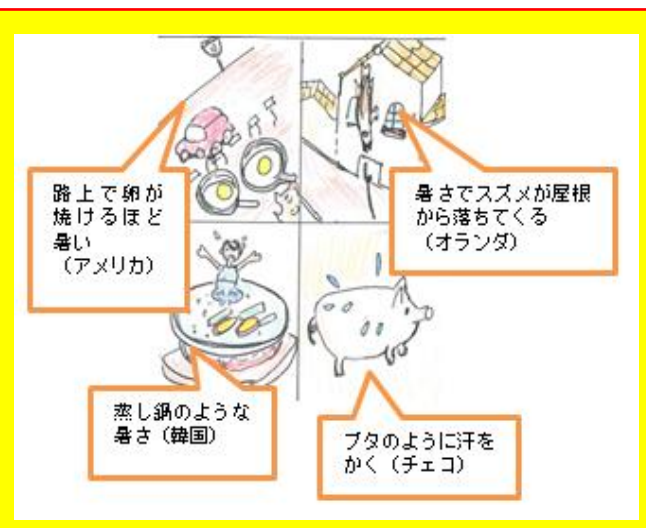 路上で卵が
焼けるほど
暑い
（アメリカ）
暑さでスズメが屋根
から落ちてくる
（オランダ）
蒸し鍋のような
暑さ（韓国）
ブタのように汗を
かく（チェコ）